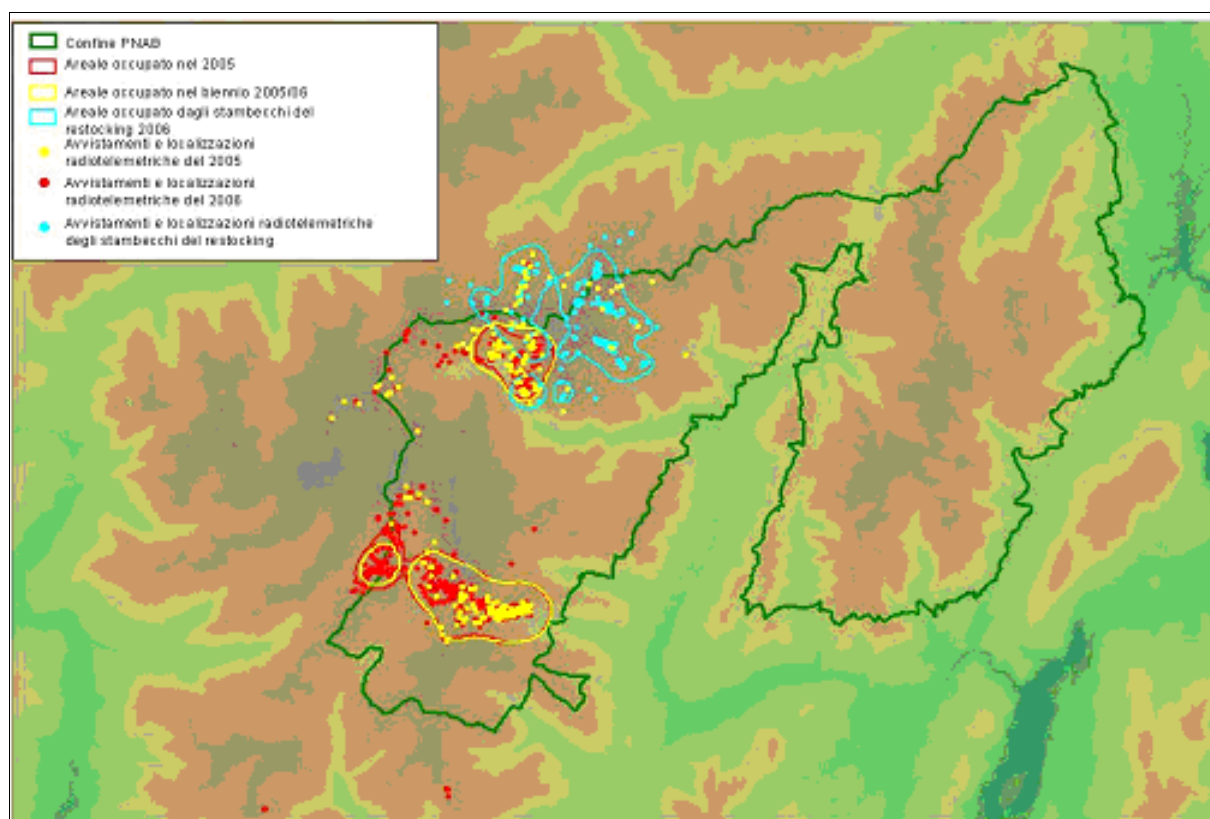 Confine PNAB
Areale occupato nel 2005
Areale occupato nel biennio 2005/06
Areale occupato dagli stambecchi del
restocking 2006
Avvistamenti e localizzazioni
radiotelemetriche del 2005
Avvistamenti e localizzazioni
radiotelemetriche del 2006
Avvistamenti e localizzazioni radiotelemetriche
degli stambecchi del restocking